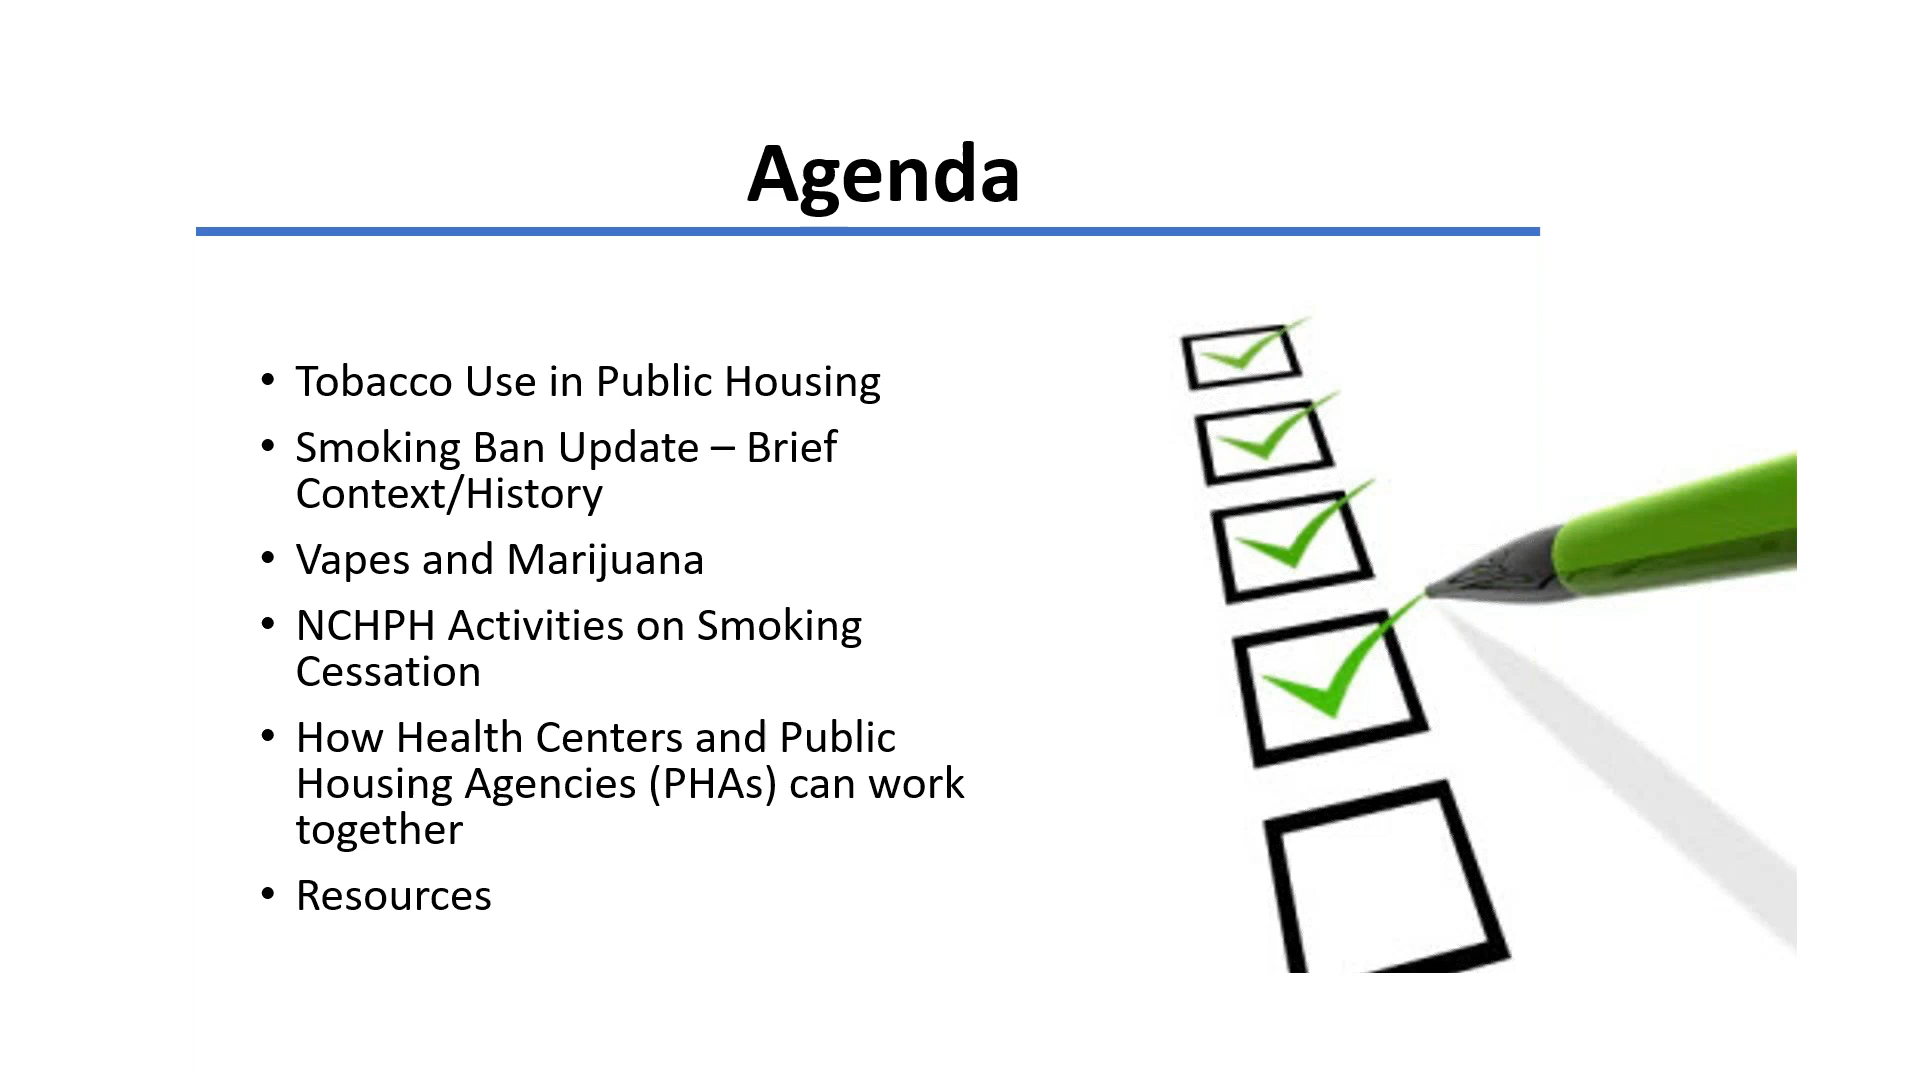 Agenda
• Tobacco Use in Public Housing
• Smoking Ban Update – Brief
Context/History
• Vapes and Marijuana
• NCHPH Activities on Smoking
Cessation
• How Health Centers and Public
Housing Agencies (PHAs) can work
together
• Resources